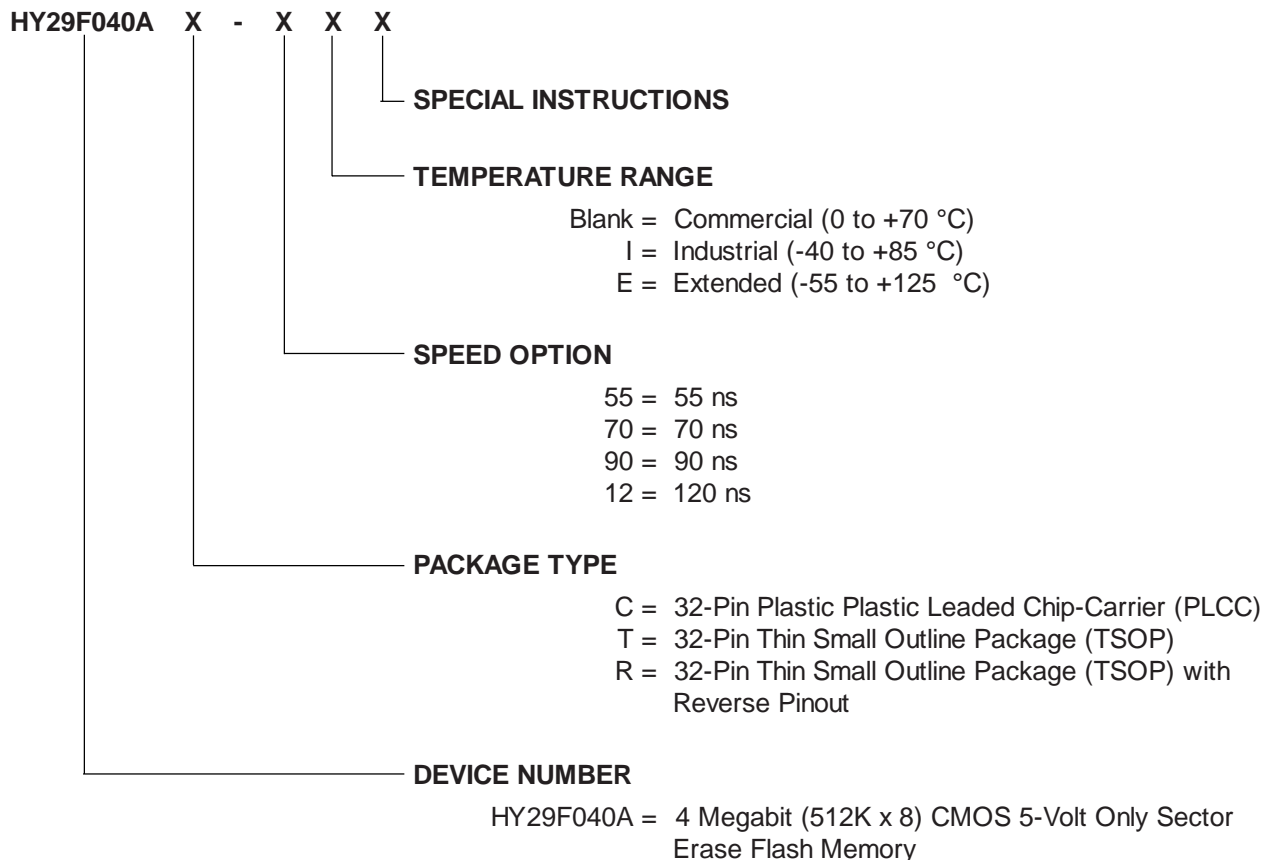 HY29F040A X - X X X
SPECIAL INSTRUCTIONS
TEMPERATURE RANGE
Blank = Commercial (0 to +70 °C)
I = Industrial (-40 to +85 °C)
E = Extended (-55 to +125 °C)
SPEED OPTION
55 = 55 ns
70 = 70 ns
90 = 90 ns
12 = 120 ns
PACKAGE TYPE
C = 32-Pin Plastic Plastic Leaded Chip-Carrier (PLCC)
T = 32-Pin Thin Small Outline Package (TSOP)
R = 32-Pin Thin Small Outline Package (TSOP) with
Reverse Pinout
DEVICE NUMBER
HY29F040A = 4 Megabit (512K x 8) CMOS 5-Volt Only Sector
Erase Flash Memory